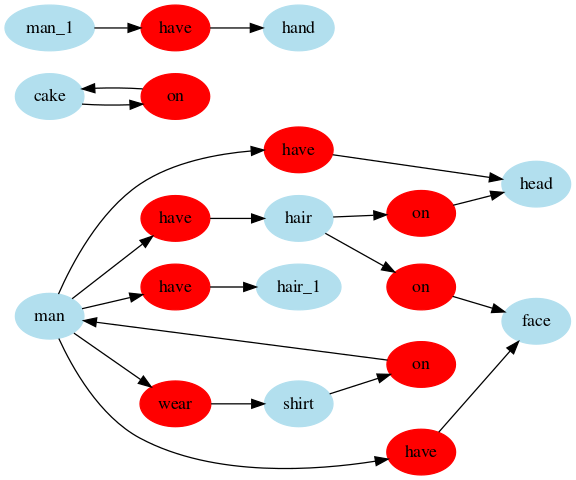 man_1 have hand
cake on
have
head
have hair on
have hair_1 on
man face
on
wear shirt
have